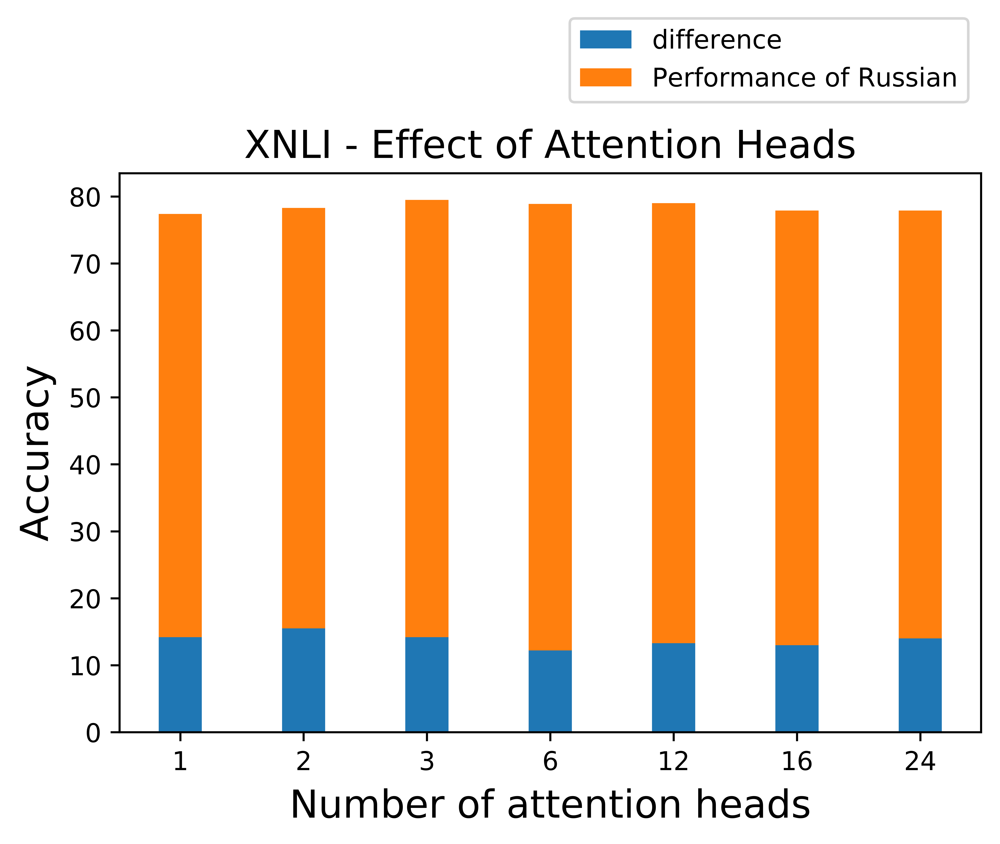 difference
Performance of Russian
XNLI - Effect of Attention Heads
80
70
60
50
40
30
20
10
0
Accuracy
1 2 3 6 12 16 24
Number of attention heads